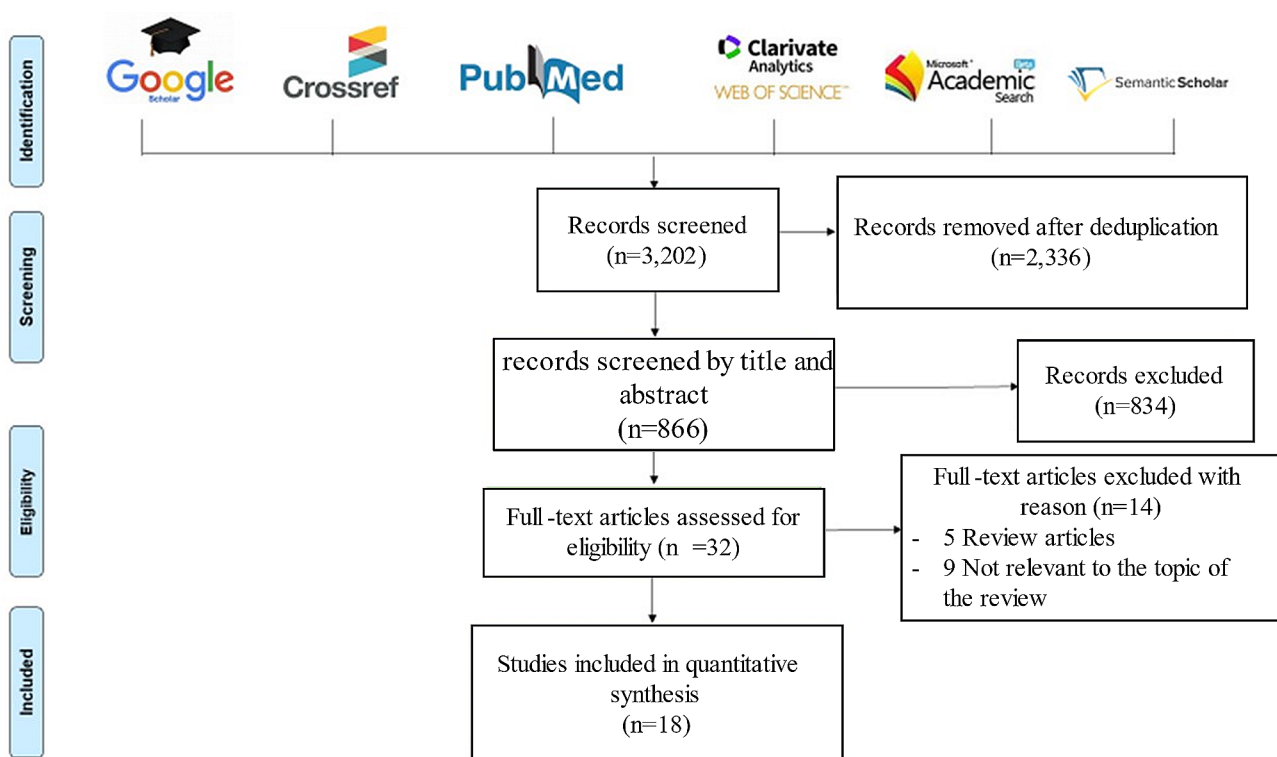 Identification
Google
Scholar
Crossref
PubMed
Clarivate
Analytics
WEB OF SCIENCE™
Microsoft®
Academic
Beta
Search
Semantic Scholar
Screening
Records screened
(n=3,202)
Records removed after deduplication
(n=2,336)
records screened by title and
abstract
(n=866)
Records excluded
(n=834)
Eligibility
Full-text articles assessed for
eligibility (n =32)
Full-text articles excluded with
reason (n=14)
- 5 Review articles
- 9 Not relevant to the topic of
the review
Included
Studies included in quantitative
synthesis
(n=18)